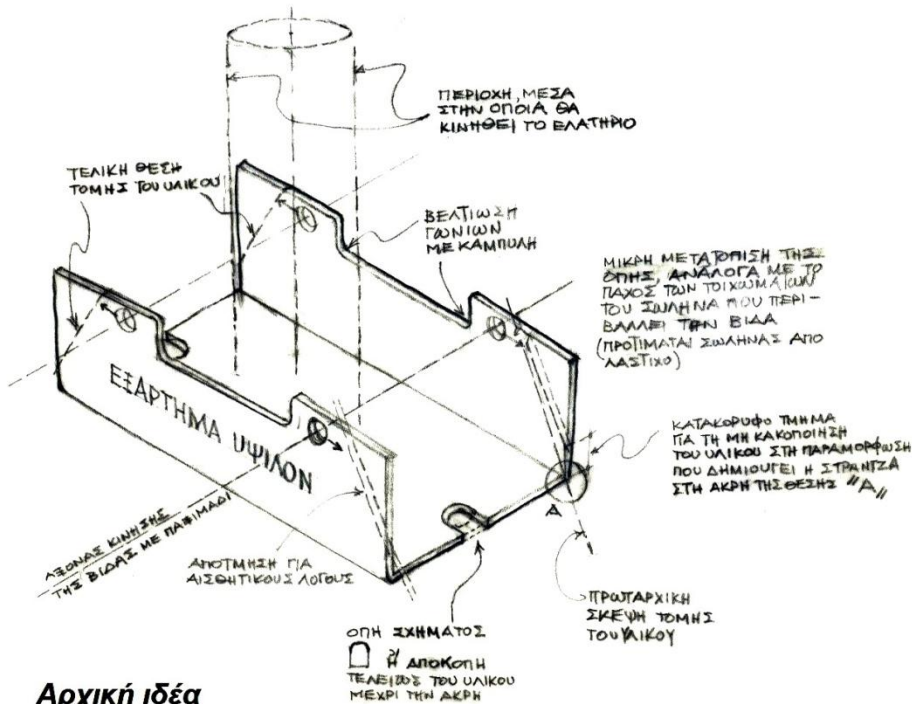 ΠΕΡΙΟΧΗ, ΜΕΣΑ
ΣΤΗΝ ΟΠΟΙΑ ΘΑ
ΚΙΝΗΘΕΙ ΤΟ ΕΛΑΤΗΡΙΟ
ΤΕΛΙΚΗ ΘΕΣΗ
ΤΟΜΗΣ ΤΟΥ ΥΛΙΚΟΥ
ΒΕΛΤΙΩΣΗ
ΓΩΝΙΩΝ
ΜΕ ΚΑΜΠΥΛΗ
ΜΙΚΡΗ ΜΕΤΑΤΟΠΙΣΗ ΤΗΣ
ΟΠΗΣ, ΑΝΑΛΟΓΑ ΜΕ ΤΟ
ΠΑΧΟΣ ΤΩΝ ΤΟΙΧΩΜΑΤΩΝ
ΤΟΥ ΣΩΛΗΝΑ ΠΟΥ ΠΕΡΙ-
ΒΑΛΛΕΙ ΤΗΝ ΒΙΔΑ
(ΠΡΟΤΙΜΑΤΑΙ ΣΩΛΗΝΑΣ ΑΠΟ
ΛΑΣΤΙΧΟ)
ΕΞΑΡΤΗΜΑ ΥΨΙΛΟΝ
ΚΑΤΑΚΟΡΥΦΟ ΤΜΗΜΑ
ΓΙΑ ΤΗ ΜΗ ΚΑΚΟΠΟΙΗΣΗ
ΤΟΥ ΥΛΙΚΟΥ ΣΤΗ ΠΑΡΑΜΟΡΦΩΣΗ
ΠΟΥ ΔΗΜΙΟΥΓΕΙ Η ΣΤΡΑΝΤΖΑ
ΣΤΗ ΑΚΡΗ ΤΗΣ ΘΕΣΗΣ "Α"
Α
ΑΞΟΝΑΣ ΚΙΝΗΣΗΣ
ΤΗΣ ΒΙΔΑΣ ΜΕ ΠΑΞΙΜΑΔΙ
ΑΠΟΤΜΗΣΗ ΓΙΑ
ΑΙΣΘΗΤΙΚΟΥΣ ΛΟΓΟΥΣ
ΠΡΩΤΑΡΧΙΚΗ
ΣΚΕΨΗ ΤΟΜΗΣ
ΤΟΥ ΥΛΙΚΟΥ
ΟΠΗ ΣΧΗΜΑΤΟΣ
Ή ΑΠΟΚΟΠΗ
ΤΕΛΕΙΩΣ ΤΟΥ ΥΛΙΚΟΥ
ΜΕΧΡΙ ΤΗΝ ΑΚΡΗ
Αρχική ιδέα